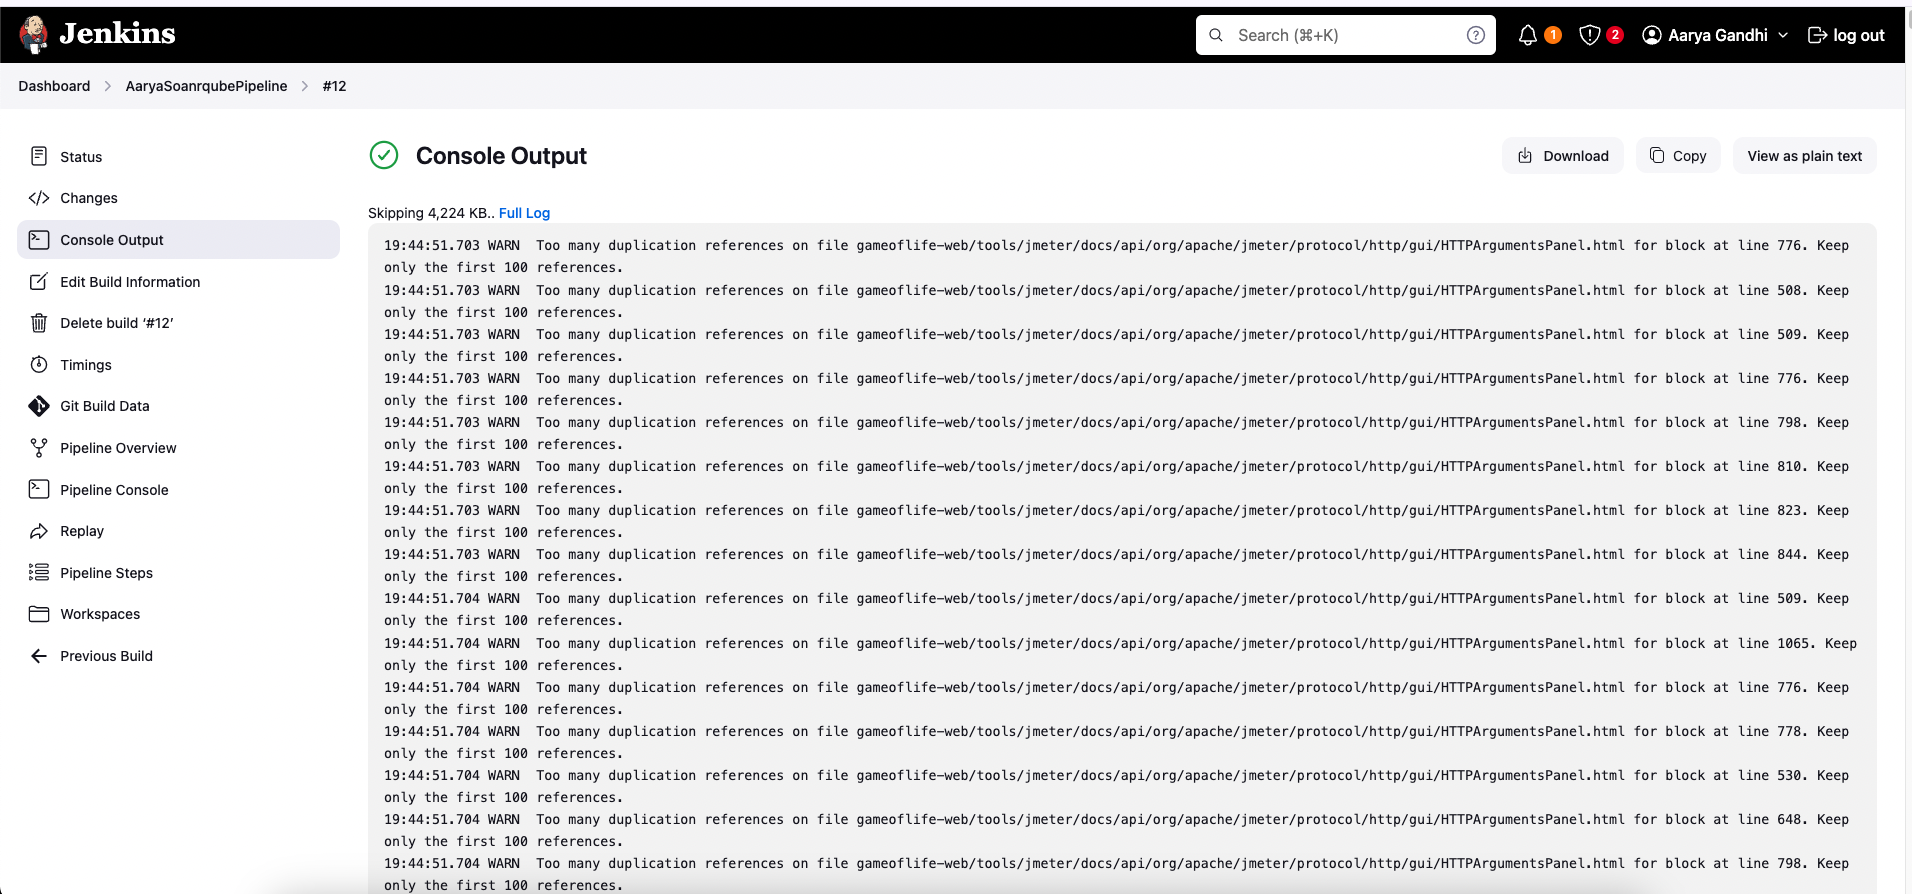 Jenkins
Search (⌘+K)
1
2
Aarya Gandhi
log out
Dashboard
AaryaSoanrqubePipeline
#12
Status
Changes
Console Output
Edit Build Information
Delete build ‘#12’
Timings
Git Build Data
Pipeline Overview
Pipeline Console
Replay
Pipeline Steps
Workspaces
Previous Build
Console Output
Download
Copy
View as plain text
Skipping 4,224 KB.. Full Log
19:44:51.703 WARN  Too many duplication references on file gameoflife-web/tools/jmeter/docs/api/org/apache/jmeter/protocol/http/gui/HTTPArgumentsPanel.html for block at line 776. Keep
only the first 100 references.
19:44:51.703 WARN  Too many duplication references on file gameoflife-web/tools/jmeter/docs/api/org/apache/jmeter/protocol/http/gui/HTTPArgumentsPanel.html for block at line 508. Keep
only the first 100 references.
19:44:51.703 WARN  Too many duplication references on file gameoflife-web/tools/jmeter/docs/api/org/apache/jmeter/protocol/http/gui/HTTPArgumentsPanel.html for block at line 509. Keep
only the first 100 references.
19:44:51.703 WARN  Too many duplication references on file gameoflife-web/tools/jmeter/docs/api/org/apache/jmeter/protocol/http/gui/HTTPArgumentsPanel.html for block at line 776. Keep
only the first 100 references.
19:44:51.703 WARN  Too many duplication references on file gameoflife-web/tools/jmeter/docs/api/org/apache/jmeter/protocol/http/gui/HTTPArgumentsPanel.html for block at line 798. Keep
only the first 100 references.
19:44:51.703 WARN  Too many duplication references on file gameoflife-web/tools/jmeter/docs/api/org/apache/jmeter/protocol/http/gui/HTTPArgumentsPanel.html for block at line 810. Keep
only the first 100 references.
19:44:51.703 WARN  Too many duplication references on file gameoflife-web/tools/jmeter/docs/api/org/apache/jmeter/protocol/http/gui/HTTPArgumentsPanel.html for block at line 823. Keep
only the first 100 references.
19:44:51.703 WARN  Too many duplication references on file gameoflife-web/tools/jmeter/docs/api/org/apache/jmeter/protocol/http/gui/HTTPArgumentsPanel.html for block at line 844. Keep
only the first 100 references.
19:44:51.704 WARN  Too many duplication references on file gameoflife-web/tools/jmeter/docs/api/org/apache/jmeter/protocol/http/gui/HTTPArgumentsPanel.html for block at line 509. Keep
only the first 100 references.
19:44:51.704 WARN  Too many duplication references on file gameoflife-web/tools/jmeter/docs/api/org/apache/jmeter/protocol/http/gui/HTTPArgumentsPanel.html for block at line 1065. Keep
only the first 100 references.
19:44:51.704 WARN  Too many duplication references on file gameoflife-web/tools/jmeter/docs/api/org/apache/jmeter/protocol/http/gui/HTTPArgumentsPanel.html for block at line 776. Keep
only the first 100 references.
19:44:51.704 WARN  Too many duplication references on file gameoflife-web/tools/jmeter/docs/api/org/apache/jmeter/protocol/http/gui/HTTPArgumentsPanel.html for block at line 778. Keep
only the first 100 references.
19:44:51.704 WARN  Too many duplication references on file gameoflife-web/tools/jmeter/docs/api/org/apache/jmeter/protocol/http/gui/HTTPArgumentsPanel.html for block at line 530. Keep
only the first 100 references.
19:44:51.704 WARN  Too many duplication references on file gameoflife-web/tools/jmeter/docs/api/org/apache/jmeter/protocol/http/gui/HTTPArgumentsPanel.html for block at line 648. Keep
only the first 100 references.
19:44:51.704 WARN  Too many duplication references on file gameoflife-web/tools/jmeter/docs/api/org/apache/jmeter/protocol/http/gui/HTTPArgumentsPanel.html for block at line 798. Keep
only the first 100 references.